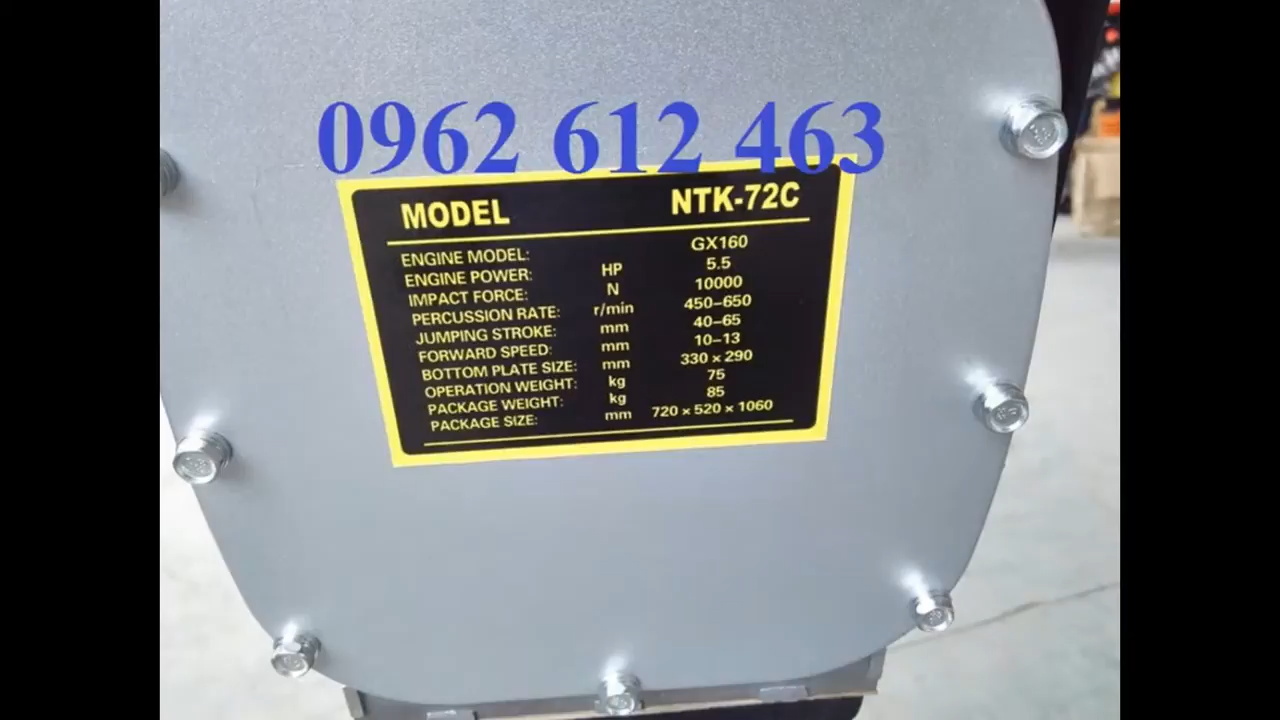 0962 612 463
MODEL NTK-72C
ENGINE MODEL: GX160
ENGINE POWER: HP 5.5
IMPACT FORCE: N 10000
PERCUSSION RATE: r/min 450-650
JUMPING STROKE: mm 40-65
FORWARD SPEED: mm 10-13
BOTTOM PLATE SIZE: mm 330 × 290
OPERATION WEIGHT: kg 75
PACKAGE WEIGHT: kg 85
PACKAGE SIZE: mm 720 × 520 × 1060